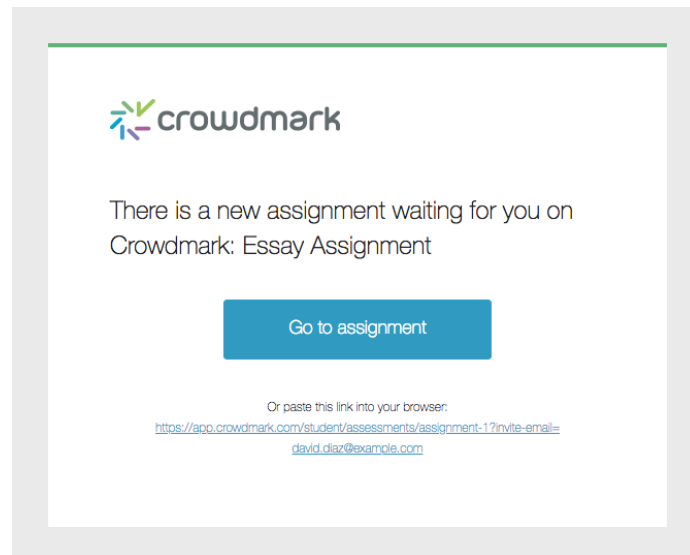 crowdmark
There is a new assignment waiting for you on
Crowdmark: Essay Assignment
Go to assignment
Or paste this link into your browser:
https://app.crowdmark.com/student/assessments/assignment-1?invite-email=
david.diaz@example.com